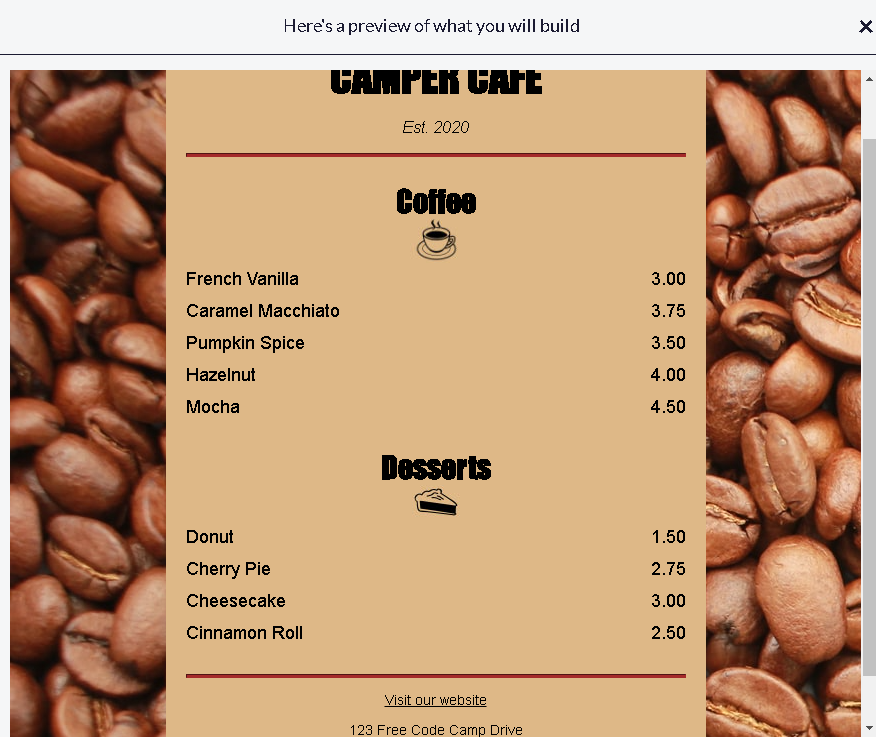 Here's a preview of what you will build
CAMPER CAFE
Est. 2020
Coffee
French Vanilla 3.00
Caramel Macchiato 3.75
Pumpkin Spice 3.50
Hazelnut 4.00
Mocha 4.50
Desserts
Donut 1.50
Cherry Pie 2.75
Cheesecake 3.00
Cinnamon Roll 2.50
Visit our website
123 Free Code Camp Drive